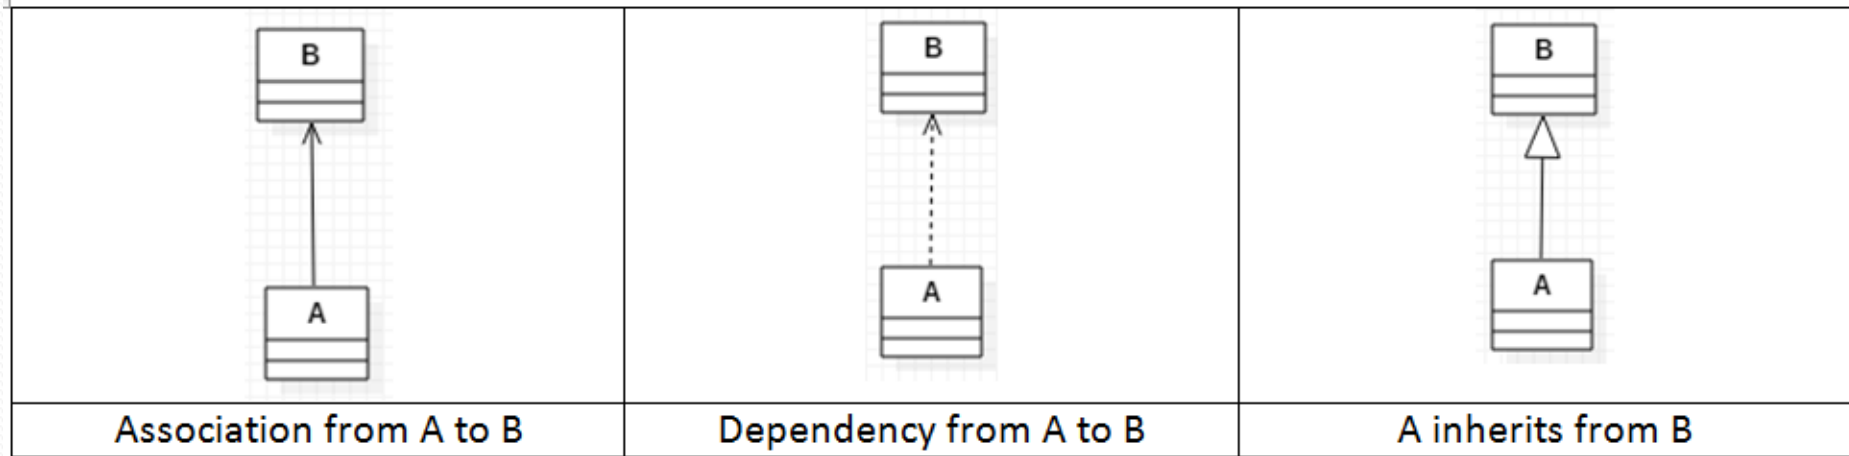 B
B
B
A
A
A
Association from A to B
Dependency from A to B
A inherits from B